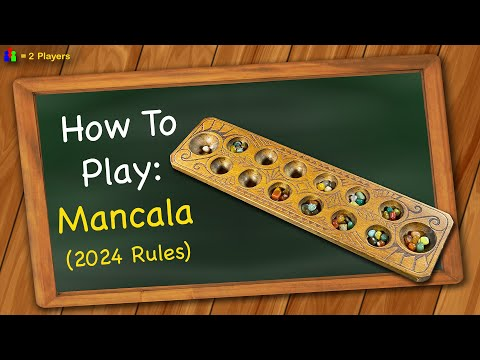 = 2 Players
How To
Play:
Mancala
(2024 Rules)